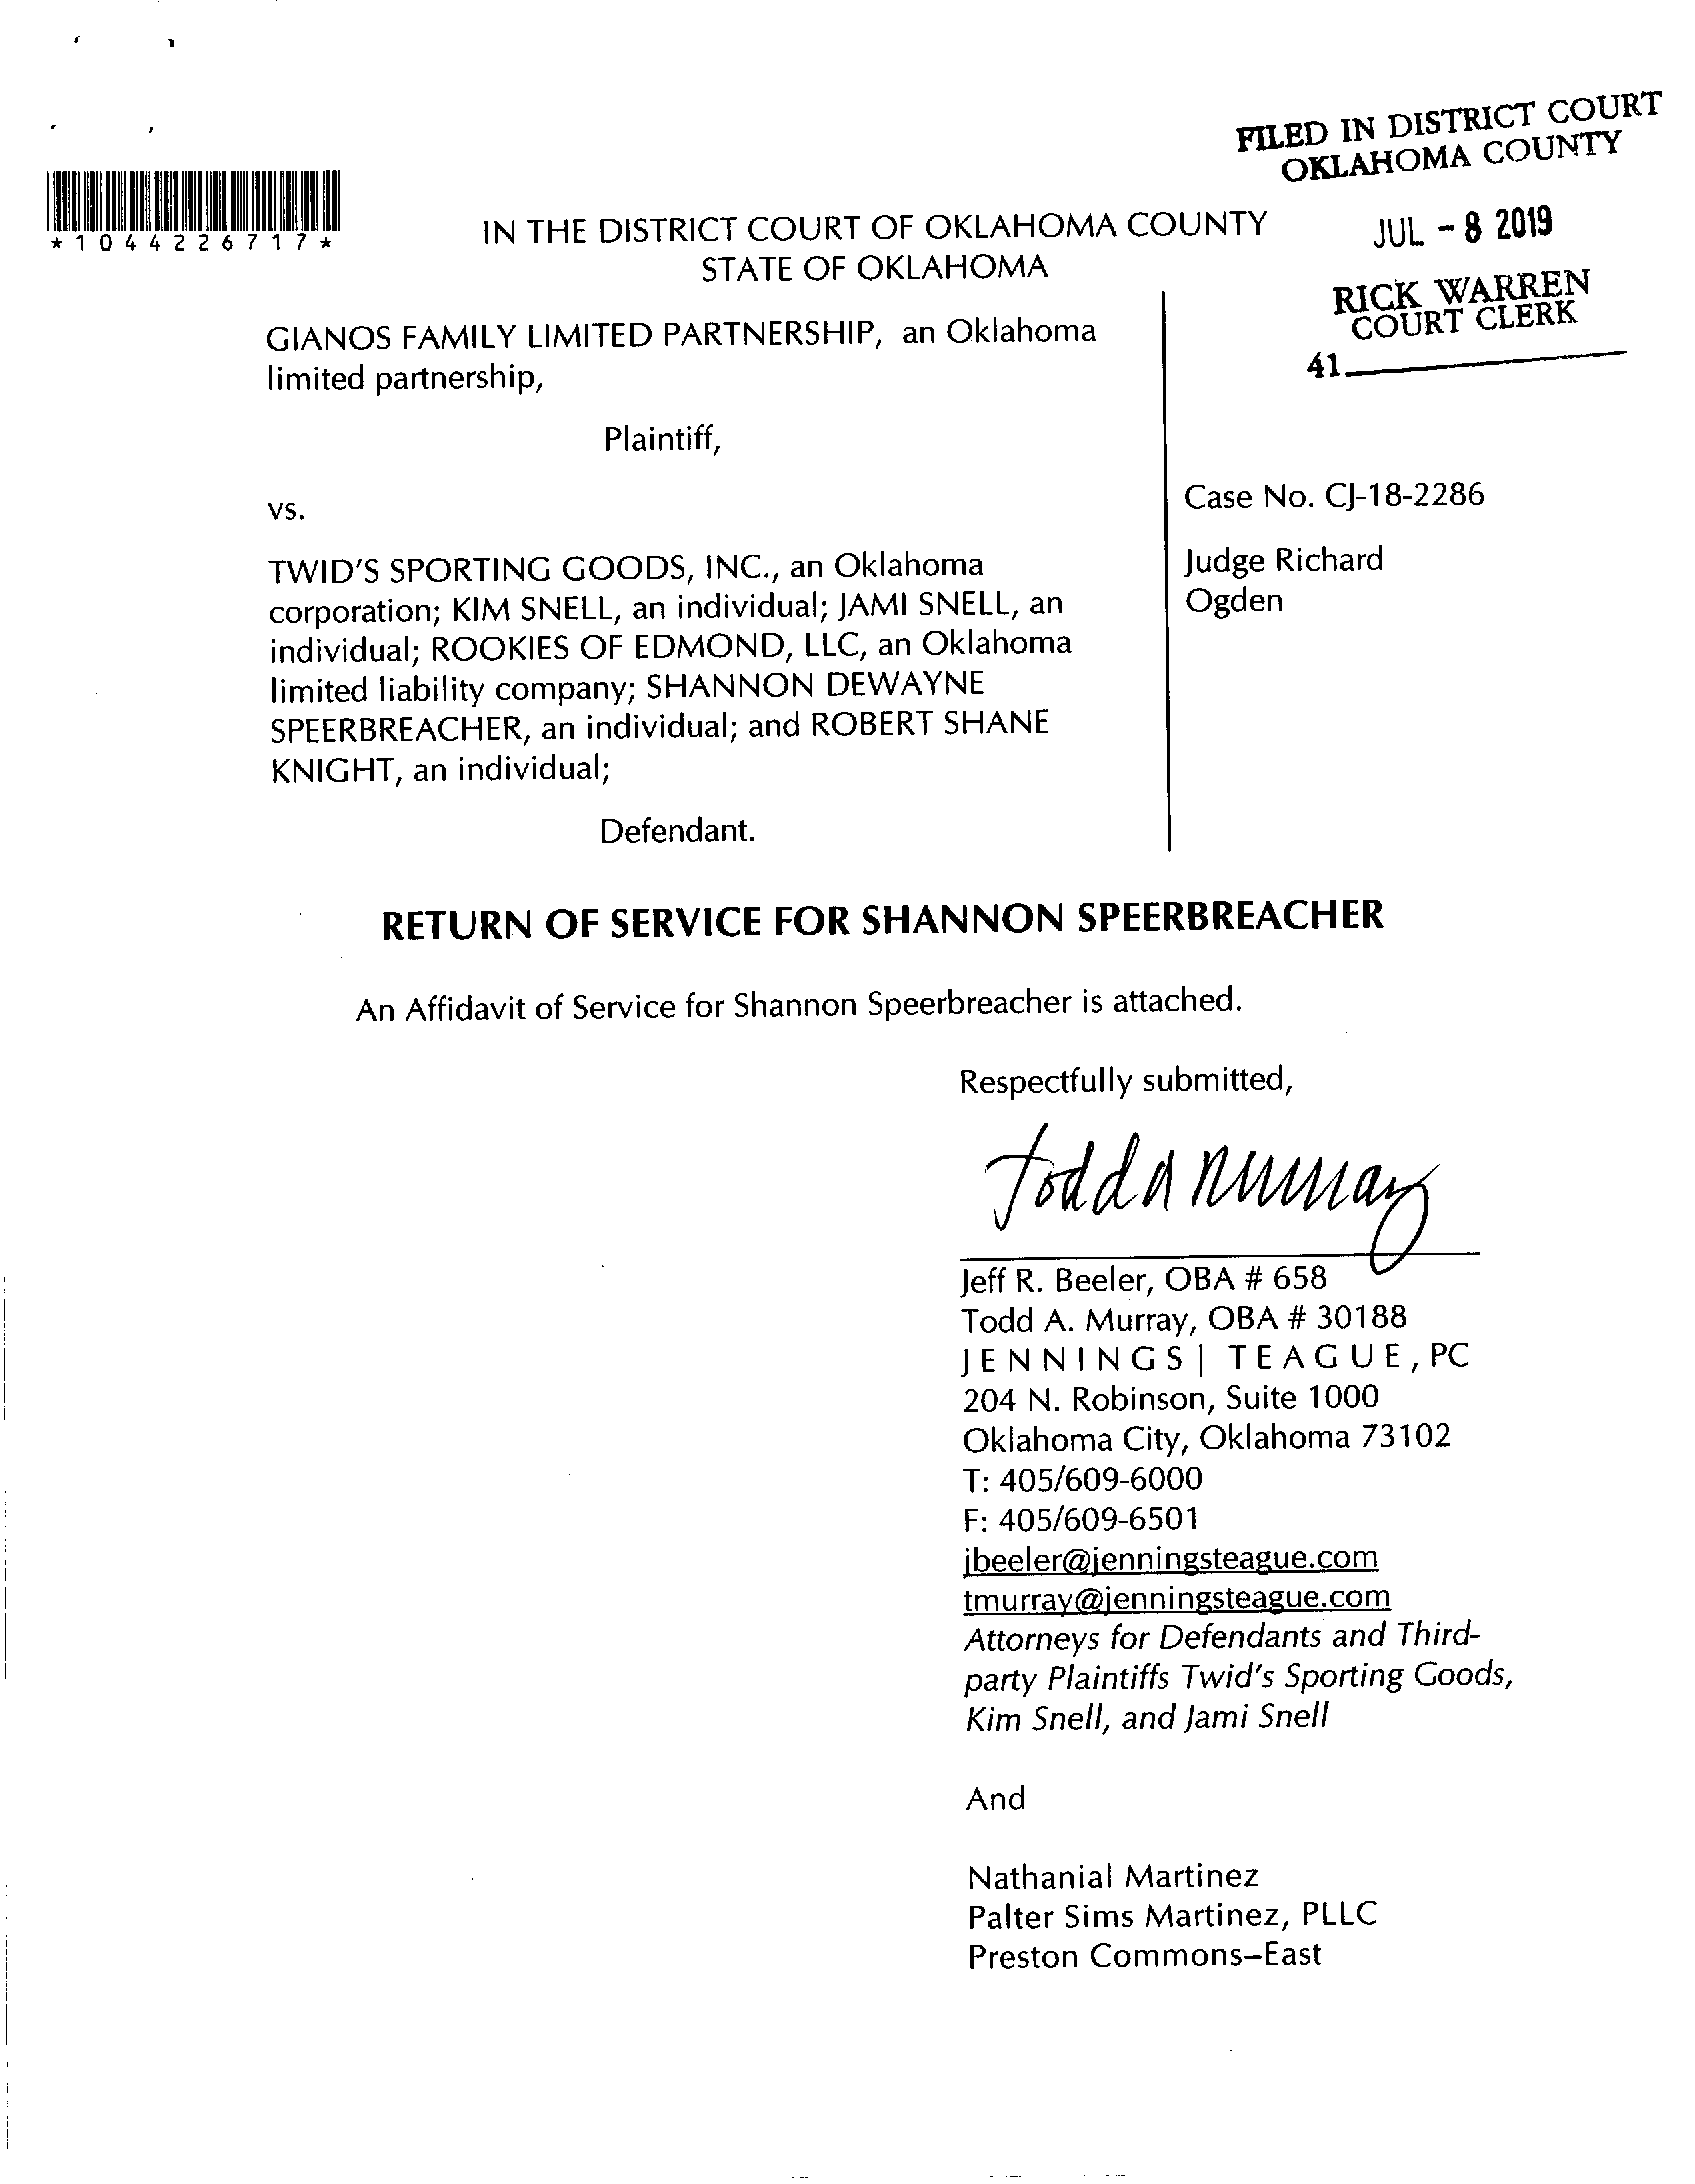 FILED IN DISTRICT COURT
OKLAHOMA COUNTY
JUL - 8 2019
RICK WARREN
COURT CLERK
41
*1044226717*
IN THE DISTRICT COURT OF OKLAHOMA COUNTY
STATE OF OKLAHOMA
GIANOS FAMILY LIMITED PARTNERSHIP, an Oklahoma
limited partnership,
Plaintiff,
vs.
TWID'S SPORTING GOODS, INC., an Oklahoma
corporation; KIM SNELL, an individual; JAMI SNELL, an
individual; ROOKIES OF EDMOND, LLC, an Oklahoma
limited liability company; SHANNON DEWAYNE
SPEERBREACHER, an individual; and ROBERT SHANE
KNIGHT, an individual;
Defendant.
Case No. CJ-18-2286
Judge Richard
Ogden
RETURN OF SERVICE FOR SHANNON SPEERBREACHER
An Affidavit of Service for Shannon Speerbreacher is attached.
Respectfully submitted,
Todd A Murray
Jeff R. Beeler, OBA # 658
Todd A. Murray, OBA # 30188
JENNINGS | TEAGUE, PC
204 N. Robinson, Suite 1000
Oklahoma City, Oklahoma 73102
T: 405/609-6000
F: 405/609-6501
jbeeler@jenningsteague.com
tmurray@jenningsteague.com
Attorneys for Defendants and Third-
party Plaintiffs Twid's Sporting Goods,
Kim Snell, and Jami Snell
And
Nathanial Martinez
Palter Sims Martinez, PLLC
Preston Commons–East